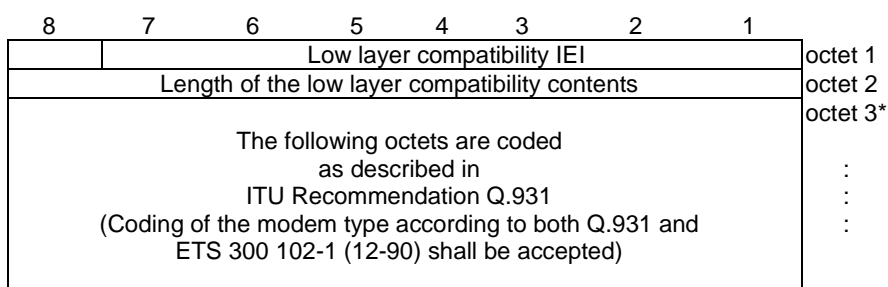 8 7 6 5 4 3 2 1
Low layer compatibility IEI octet 1
Length of the low layer compatibility contents octet 2
octet 3*
The following octets are coded
as described in :
ITU Recommendation Q.931 :
(Coding of the modem type according to both Q.931 and :
ETS 300 102-1 (12-90) shall be accepted)